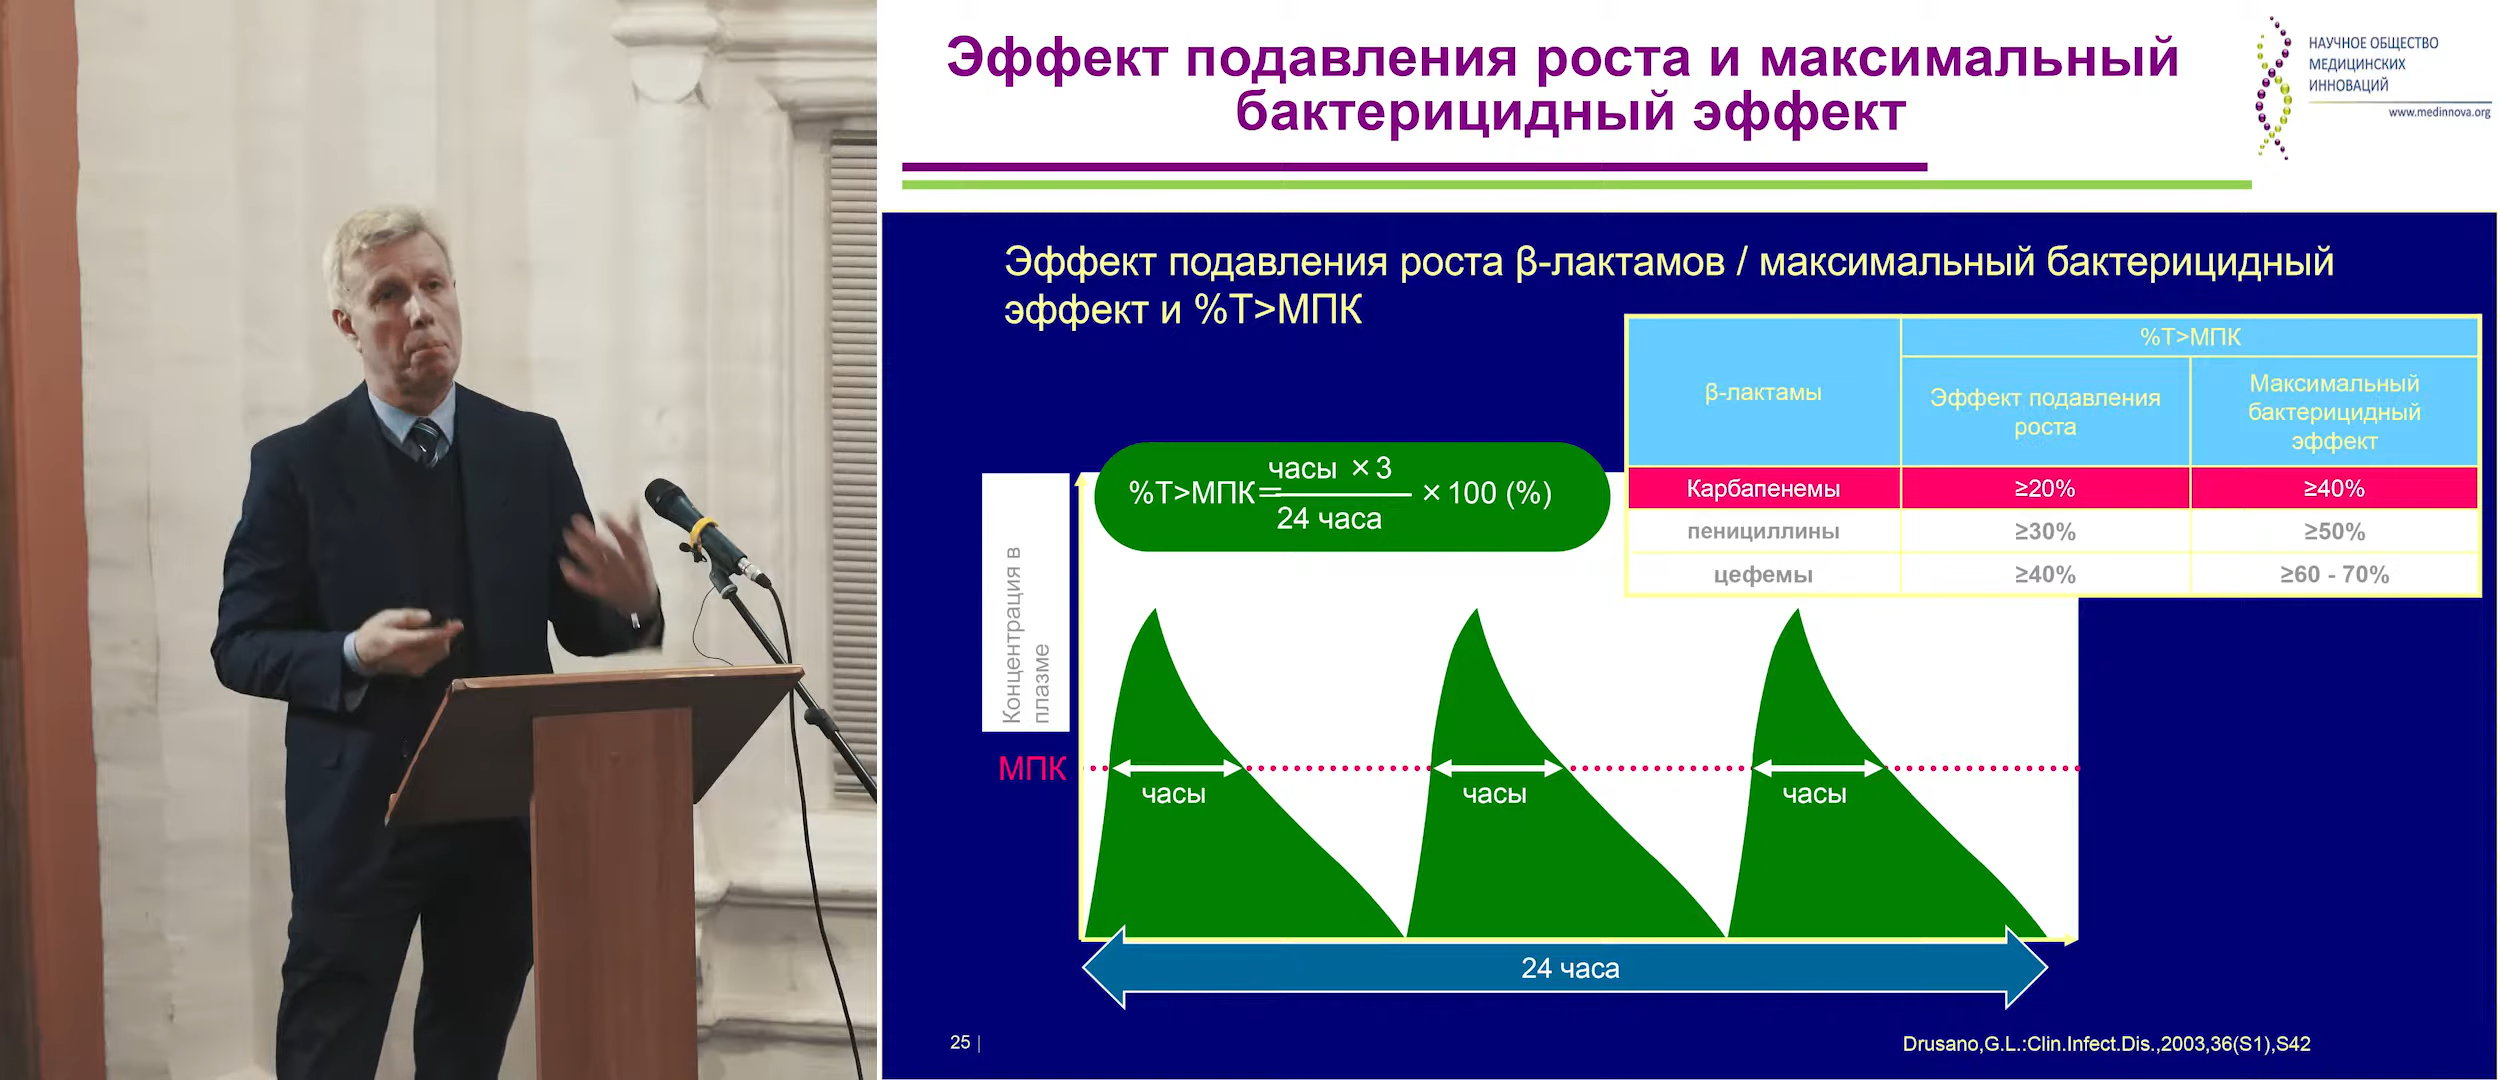 Эффект подавления роста и максимальный
бактерицидный эффект
НАУЧНОЕ ОБЩЕСТВО
МЕДИЦИНСКИХ
ИННОВАЦИЙ
www.medinnova.org
Эффект подавления роста β-лактамов / максимальный бактерицидный
эффект и %T>МПК
β-лактамы
%T>МПК
Эффект подавления
роста
Максимальный
бактерицидный
эффект
Карбапенемы ≥20% ≥40%
пенициллины ≥30% ≥50%
цефемы ≥40% ≥60 - 70%
часы ×3
%T>МПК= ×100 (%)
24 часа
Концентрация в
плазме
МПК
часы часы часы
24 часа
25 |
Drusano,G.L.:Clin.Infect.Dis.,2003,36(S1),S42